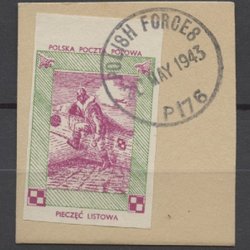 POLSKA POCZTA POLOWA
PIECZĘĆ LISTOWA
POLISH FORCES
MAY 1943
P176